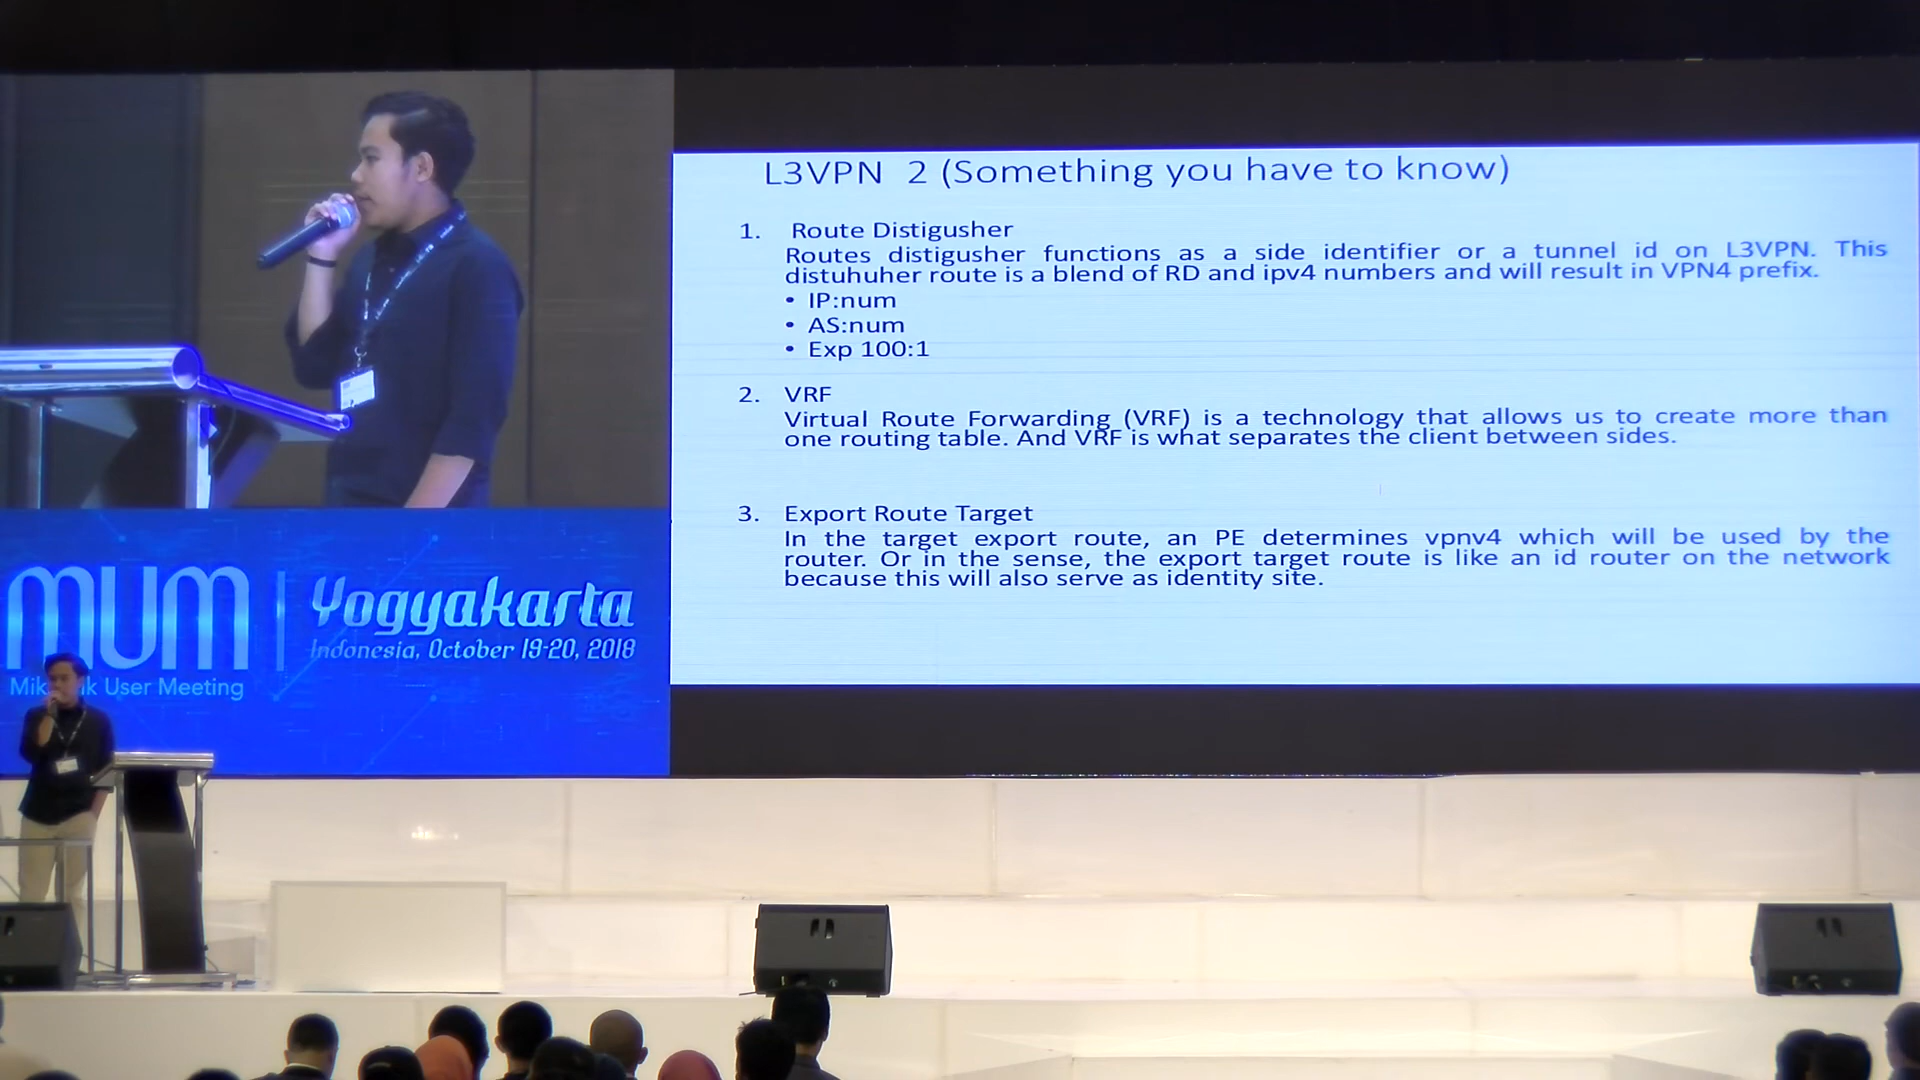 L3VPN 2 (Something you have to know)
1. Route Distigusher
Routes distigusher functions as a side identifier or a tunnel id on L3VPN. This
distuhuher route is a blend of RD and ipv4 numbers and will result in VPN4 prefix.
• IP:num
• AS:num
• Exp 100:1
2. VRF
Virtual Route Forwarding (VRF) is a technology that allows us to create more than
one routing table. And VRF is what separates the client between sides.
3. Export Route Target
In the target export route, an PE determines vpnv4 which will be used by the
router. Or in the sense, the export target route is like an id router on the network
because this will also serve as identity site.
MUM
Yogyakarta
Indonesia, October 19-20, 2018
User Meeting